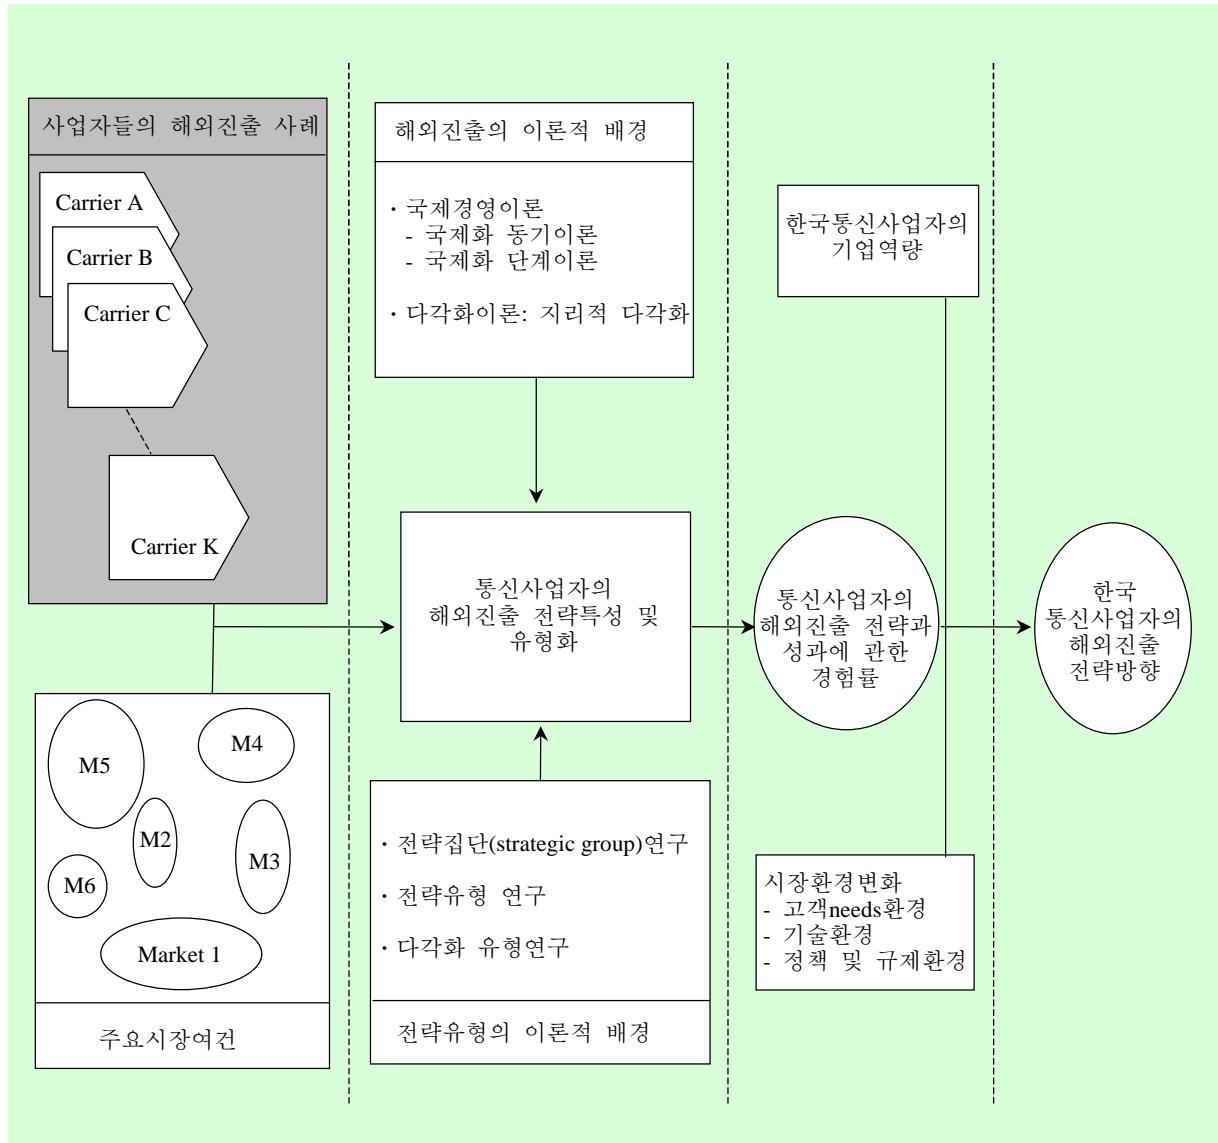 사업자들의 해외진출 사례
Carrier A
Carrier B
Carrier C
Carrier K
M5
M4
M2
M3
M6
Market 1
주요시장여건
해외진출의 이론적 배경
· 국제경영이론
- 국제화 동기이론
- 국제화 단계이론
· 다각화이론: 지리적 다각화
통신사업자의
해외진출 전략특성 및
유형화
· 전략집단(strategic group)연구
· 전략유형 연구
· 다각화 유형연구
전략유형의 이론적 배경
한국통신사업자의
기업역량
통신사업자의
해외진출 전략과
성과에 관한
경험률
시장환경변화
- 고객needs환경
- 기술환경
- 정책 및 규제환경
한국
통신사업자의
해외진출
전략방향